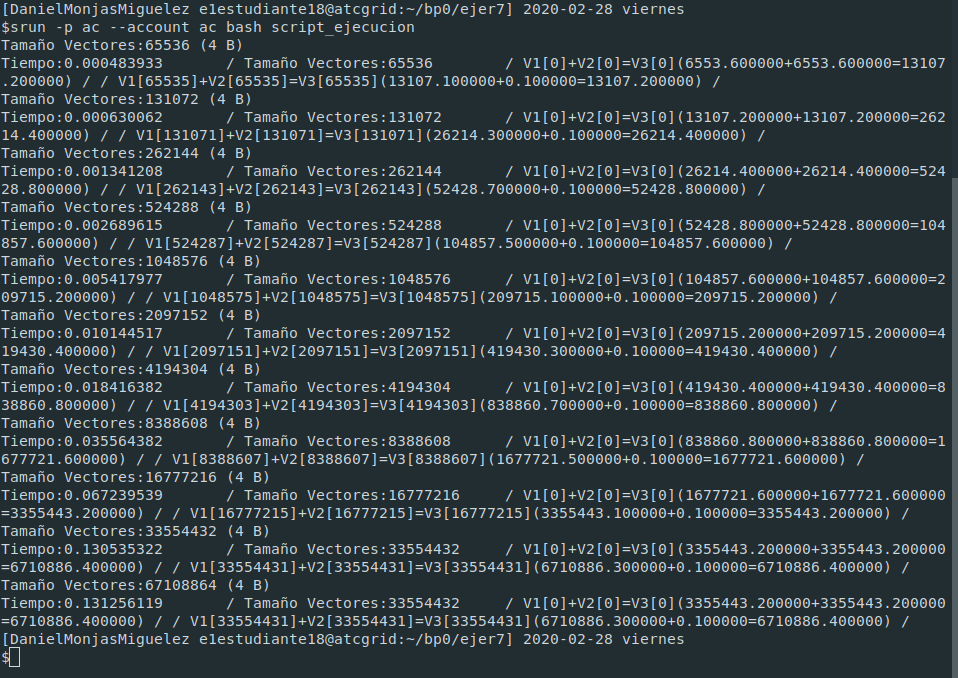 [DanielMonjasMiguelez e1estudiante18@atcgrid:~/bp0/ejer7] 2020-02-28 viernes
$srun -p ac --account ac bash script_ejecucion
Tamaño Vectores:65536 (4 B)
Tiempo:0.000483933       / Tamaño Vectores:65536        / V1[0]+V2[0]=V3[0](6553.600000+6553.600000=13107
.200000) / / V1[65535]+V2[65535]=V3[65535](13107.100000+0.100000=13107.200000) /
Tamaño Vectores:131072 (4 B)
Tiempo:0.000630062       / Tamaño Vectores:131072       / V1[0]+V2[0]=V3[0](13107.200000+13107.200000=262
14.400000) / / V1[131071]+V2[131071]=V3[131071](26214.300000+0.100000=26214.400000) /
Tamaño Vectores:262144 (4 B)
Tiempo:0.001341208       / Tamaño Vectores:262144       / V1[0]+V2[0]=V3[0](26214.400000+26214.400000=524
28.800000) / / V1[262143]+V2[262143]=V3[262143](52428.700000+0.100000=52428.800000) /
Tamaño Vectores:524288 (4 B)
Tiempo:0.002689615       / Tamaño Vectores:524288       / V1[0]+V2[0]=V3[0](52428.800000+52428.800000=104
857.600000) / / V1[524287]+V2[524287]=V3[524287](104857.500000+0.100000=104857.600000) /
Tamaño Vectores:1048576 (4 B)
Tiempo:0.005417977       / Tamaño Vectores:1048576      / V1[0]+V2[0]=V3[0](104857.600000+104857.600000=2
09715.200000) / / V1[1048575]+V2[1048575]=V3[1048575](209715.100000+0.100000=209715.200000) /
Tamaño Vectores:2097152 (4 B)
Tiempo:0.010144517       / Tamaño Vectores:2097152      / V1[0]+V2[0]=V3[0](209715.200000+209715.200000=4
19430.400000) / / V1[2097151]+V2[2097151]=V3[2097151](419430.300000+0.100000=419430.400000) /
Tamaño Vectores:4194304 (4 B)
Tiempo:0.018416382       / Tamaño Vectores:4194304      / V1[0]+V2[0]=V3[0](419430.400000+419430.400000=8
38860.800000) / / V1[4194303]+V2[4194303]=V3[4194303](838860.700000+0.100000=838860.800000) /
Tamaño Vectores:8388608 (4 B)
Tiempo:0.035564382       / Tamaño Vectores:8388608      / V1[0]+V2[0]=V3[0](838860.800000+838860.800000=1
677721.600000) / / V1[8388607]+V2[8388607]=V3[8388607](1677721.500000+0.100000=1677721.600000) /
Tamaño Vectores:16777216 (4 B)
Tiempo:0.067239539       / Tamaño Vectores:16777216     / V1[0]+V2[0]=V3[0](1677721.600000+1677721.600000
=3355443.200000) / / V1[16777215]+V2[16777215]=V3[16777215](3355443.100000+0.100000=3355443.200000) /
Tamaño Vectores:33554432 (4 B)
Tiempo:0.130535322       / Tamaño Vectores:33554432     / V1[0]+V2[0]=V3[0](3355443.200000+3355443.200000
=6710886.400000) / / V1[33554431]+V2[33554431]=V3[33554431](6710886.300000+0.100000=6710886.400000) /
Tamaño Vectores:67108864 (4 B)
Tiempo:0.131256119       / Tamaño Vectores:33554432     / V1[0]+V2[0]=V3[0](3355443.200000+3355443.200000
=6710886.400000) / / V1[33554431]+V2[33554431]=V3[33554431](6710886.300000+0.100000=6710886.400000) /
[DanielMonjasMiguelez e1estudiante18@atcgrid:~/bp0/ejer7] 2020-02-28 viernes
$